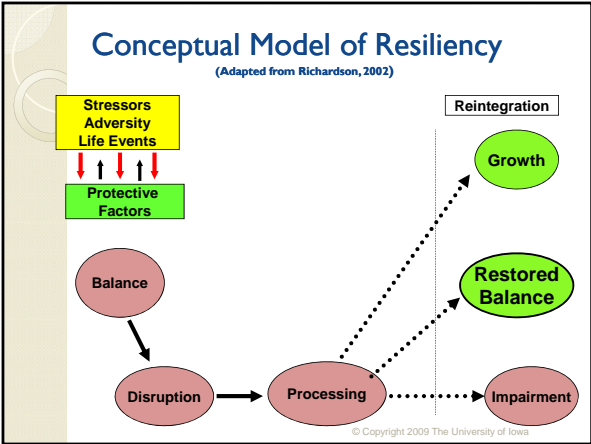 Conceptual Model of Resiliency
(Adapted from Richardson, 2002)
Stressors
Adversity
Life Events
Reintegration
Growth
Protective
Factors
Balance
Restored
Balance
Disruption
Processing
Impairment
© Copyright 2009 The University of Iowa